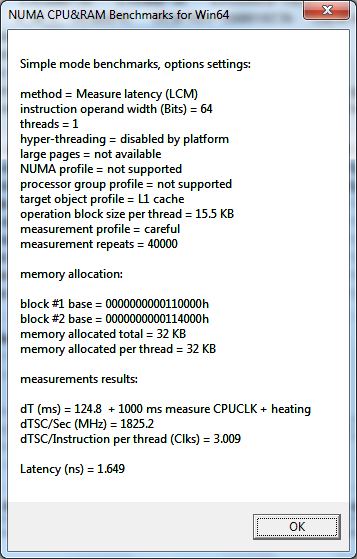 NUMA CPU&RAM Benchmarks for Win64
Simple mode benchmarks, options settings:
method = Measure latency (LCM)
instruction operand width (Bits) = 64
threads = 1
hyper-threading = disabled by platform
large pages = not available
NUMA profile = not supported
processor group profile = not supported
target object profile = L1 cache
operation block size per thread = 15.5 KB
measurement profile = careful
measurement repeats = 40000
memory allocation:
block #1 base = 0000000000110000h
block #2 base = 0000000000114000h
memory allocated total = 32 KB
memory allocated per thread = 32 KB
measurements results:
dT (ms) = 124.8  + 1000 ms measure CPUCLK + heating
dTSC/Sec (MHz) = 1825.2
dTSC/Instruction per thread (Clks) = 3.009
Latency (ns) = 1.649
OK